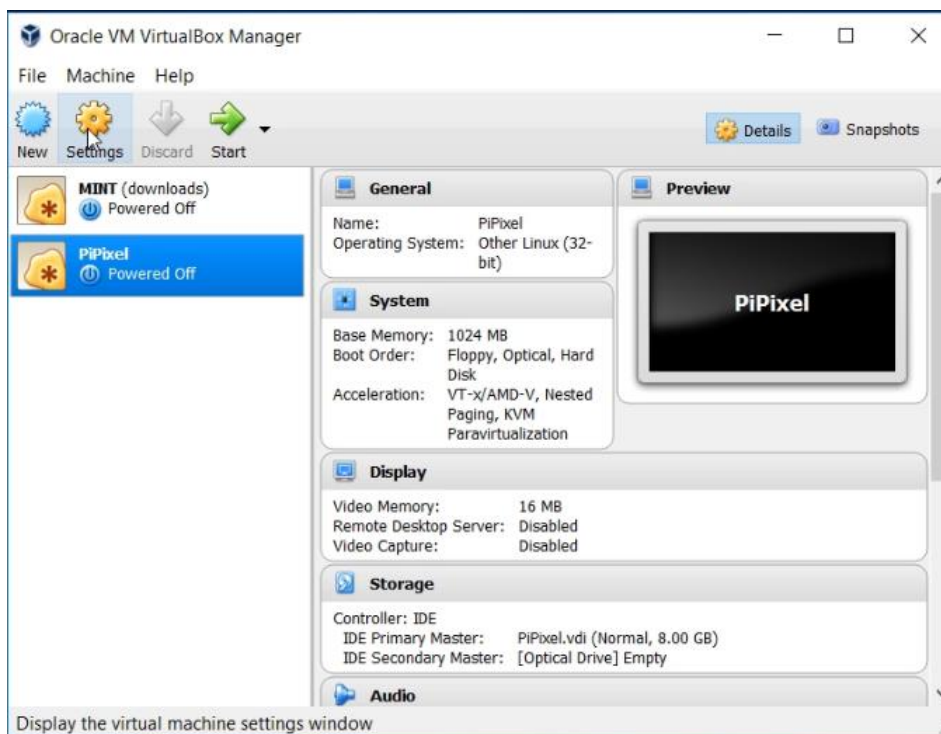 Oracle VM VirtualBox Manager
File Machine Help
New Settings Discard Start Details Snapshots
MINT (downloads)
Powered Off
PiPixel
Powered Off
General
Name: PiPixel
Operating System: Other Linux (32-
bit)
System
Base Memory: 1024 MB
Boot Order: Floppy, Optical, Hard
Disk
Acceleration: VT-x/AMD-V, Nested
Paging, KVM
Paravirtualization
Preview
PiPixel
Display
Video Memory: 16 MB
Remote Desktop Server: Disabled
Video Capture: Disabled
Storage
Controller: IDE
IDE Primary Master: PiPixel.vdi (Normal, 8.00 GB)
IDE Secondary Master: [Optical Drive] Empty
Audio
Display the virtual machine settings window